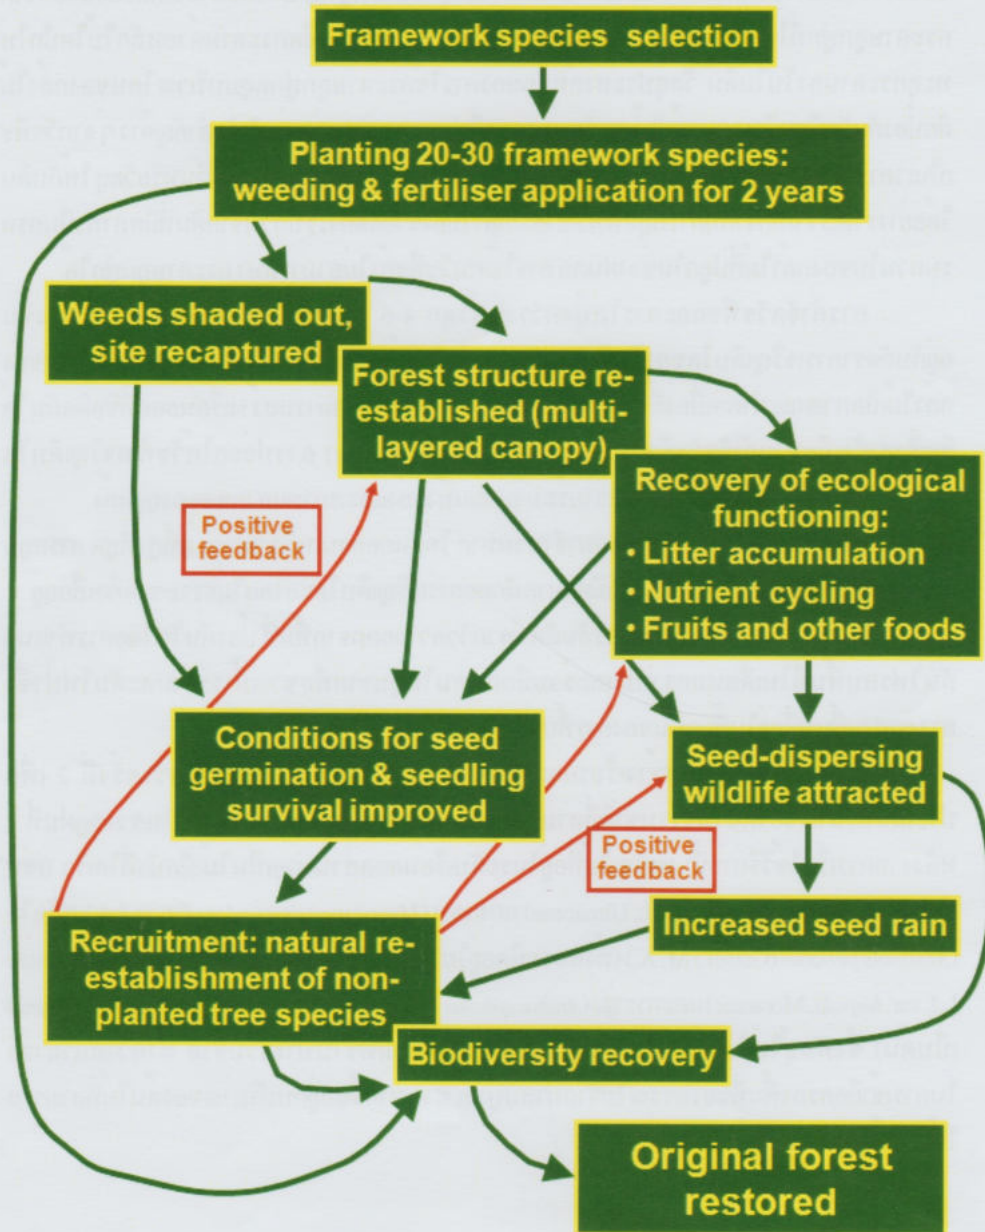 Framework species selection
Planting 20-30 framework species:
weeding & fertiliser application for 2 years
Weeds shaded out,
site recaptured
Forest structure re-
established (multi-
layered canopy)
Recovery of ecological
functioning:
• Litter accumulation
• Nutrient cycling
• Fruits and other foods
Positive
feedback
Conditions for seed
germination & seedling
survival improved
Seed-dispersing
wildlife attracted
Positive
feedback
Increased seed rain
Recruitment: natural re-
establishment of non-
planted tree species
Biodiversity recovery
Original forest
restored